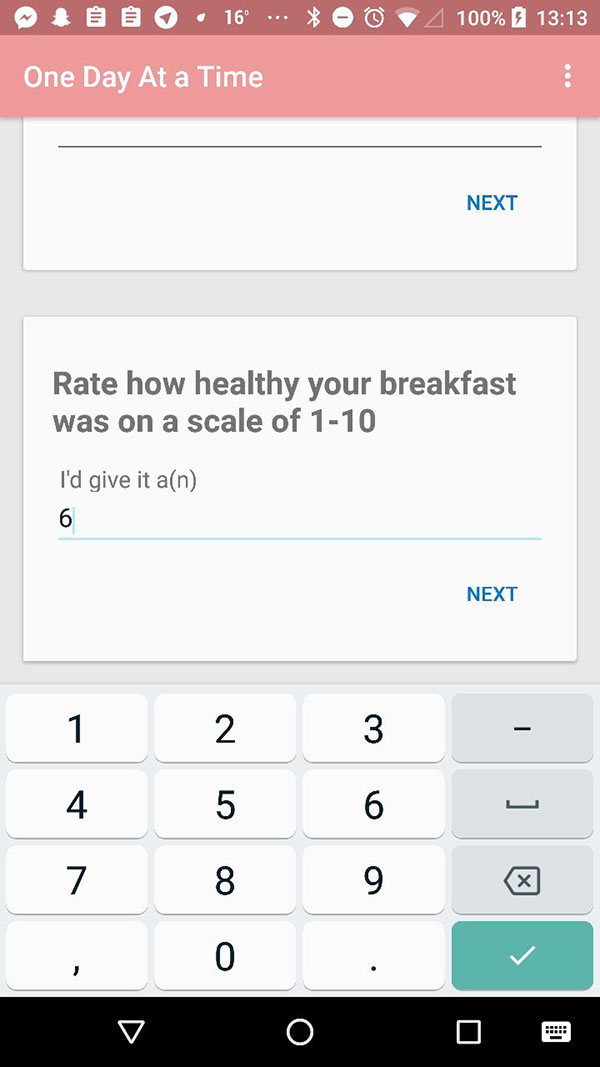 16° ... 100% 13:13
One Day At a Time
NEXT
Rate how healthy your breakfast
was on a scale of 1-10
I'd give it a(n)
6
NEXT
1 2 3 –
4 5 6
7 8 9
, 0 .